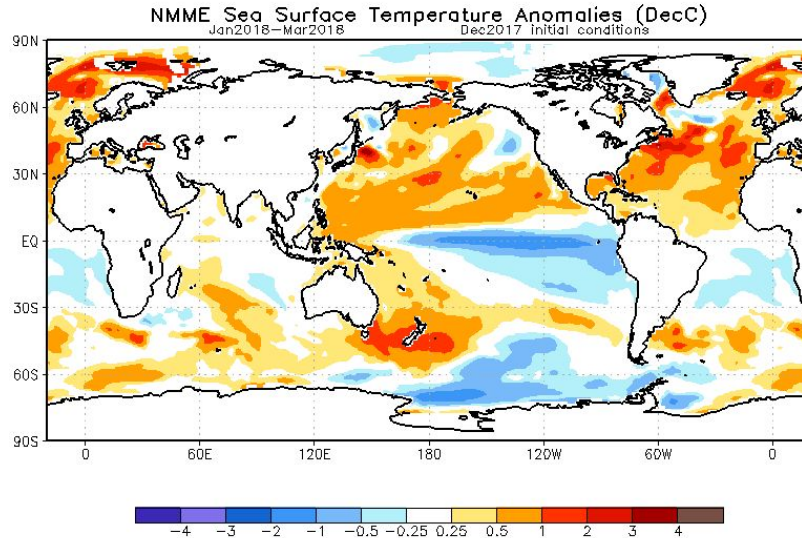 NMME Sea Surface Temperature Anomalies (DecC)
Jan2018-Mar2018 Dec2017 initial conditions
90N
60N
30N
EQ
30S
60S
90S
0 60E 120E 180 120W 60W 0
-4 -3 -2 -1 -0.5 -0.25 0.25 0.5 1 2 3 4